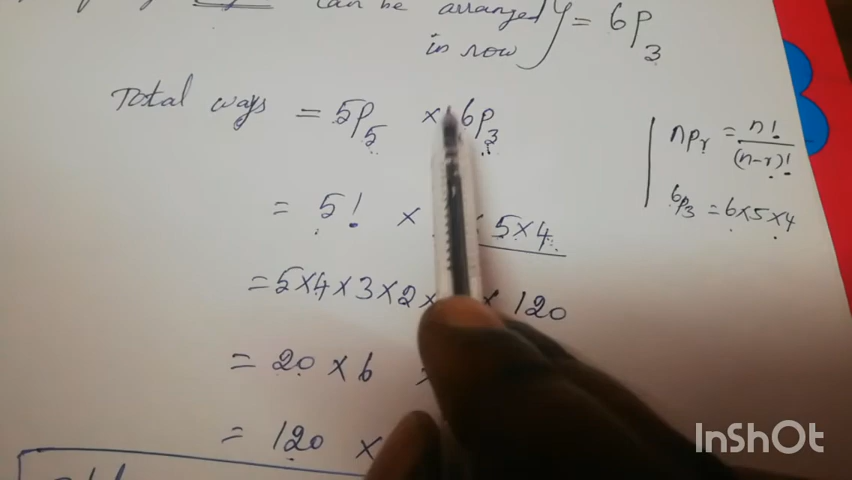 can be arranged
in row } = 6P3
Total ways = 5P5 × 6P3
= 5! × 5×4
= 5×4×3×2× × 120
= 20 × 6
= 120 ×
nPr = n!/(n-r)!
6P3 = 6×5×4
InShOt